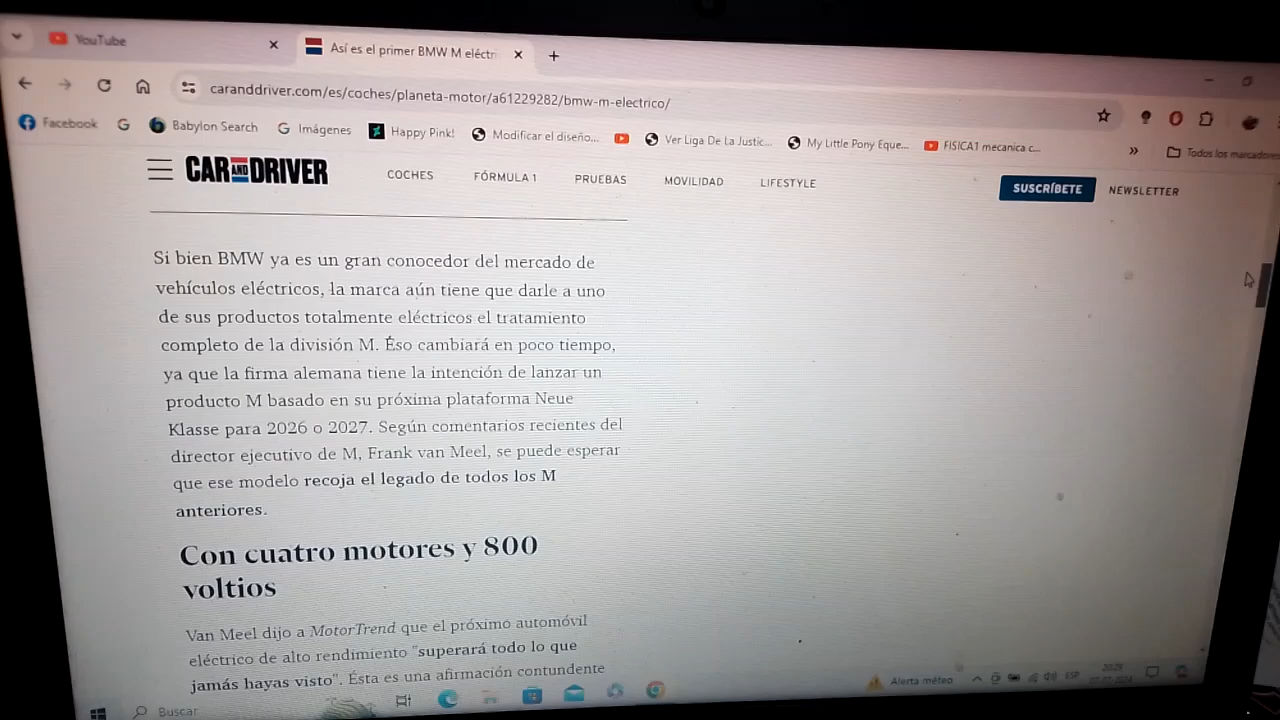 YouTube
Así es el primer BMW M eléctri
caranddriver.com/es/coches/planeta-motor/a61229282/bmw-m-electrico/
Facebook
Babylon Search
Imágenes
Happy Pink!
Modificar el diseño...
Ver Liga De La Justic...
My Little Pony Eque...
FISICA1 mecanica c...
Todos los marcadores
CAR AND DRIVER
COCHES
FÓRMULA 1
PRUEBAS
MOVILIDAD
LIFESTYLE
SUSCRÍBETE
NEWSLETTER
Si bien BMW ya es un gran conocedor del mercado de
vehículos eléctricos, la marca aún tiene que darle a uno
de sus productos totalmente eléctricos el tratamiento
completo de la división M. Éso cambiará en poco tiempo,
ya que la firma alemana tiene la intención de lanzar un
producto M basado en su próxima plataforma Neue
Klasse para 2026 o 2027. Según comentarios recientes del
director ejecutivo de M, Frank van Meel, se puede esperar
que ese modelo recoja el legado de todos los M
anteriores.
Con cuatro motores y 800
voltios
Van Meel dijo a MotorTrend que el próximo automóvil
eléctrico de alto rendimiento "superará todo lo que
jamás hayas visto". Ésta es una afirmación contundente
Buscar
Alerta méteo
ESP